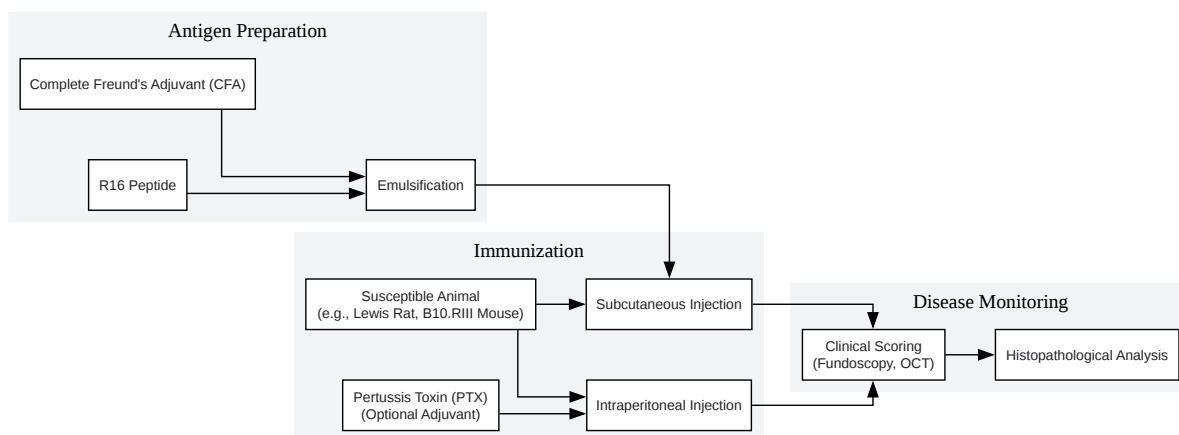 Antigen Preparation
Complete Freund's Adjuvant (CFA)
R16 Peptide
Emulsification
Immunization
Susceptible Animal
(e.g., Lewis Rat, B10.RIII Mouse)
Subcutaneous Injection
Pertussis Toxin (PTX)
(Optional Adjuvant)
Intraperitoneal Injection
Disease Monitoring
Clinical Scoring
(Fundoscopy, OCT)
Histopathological Analysis